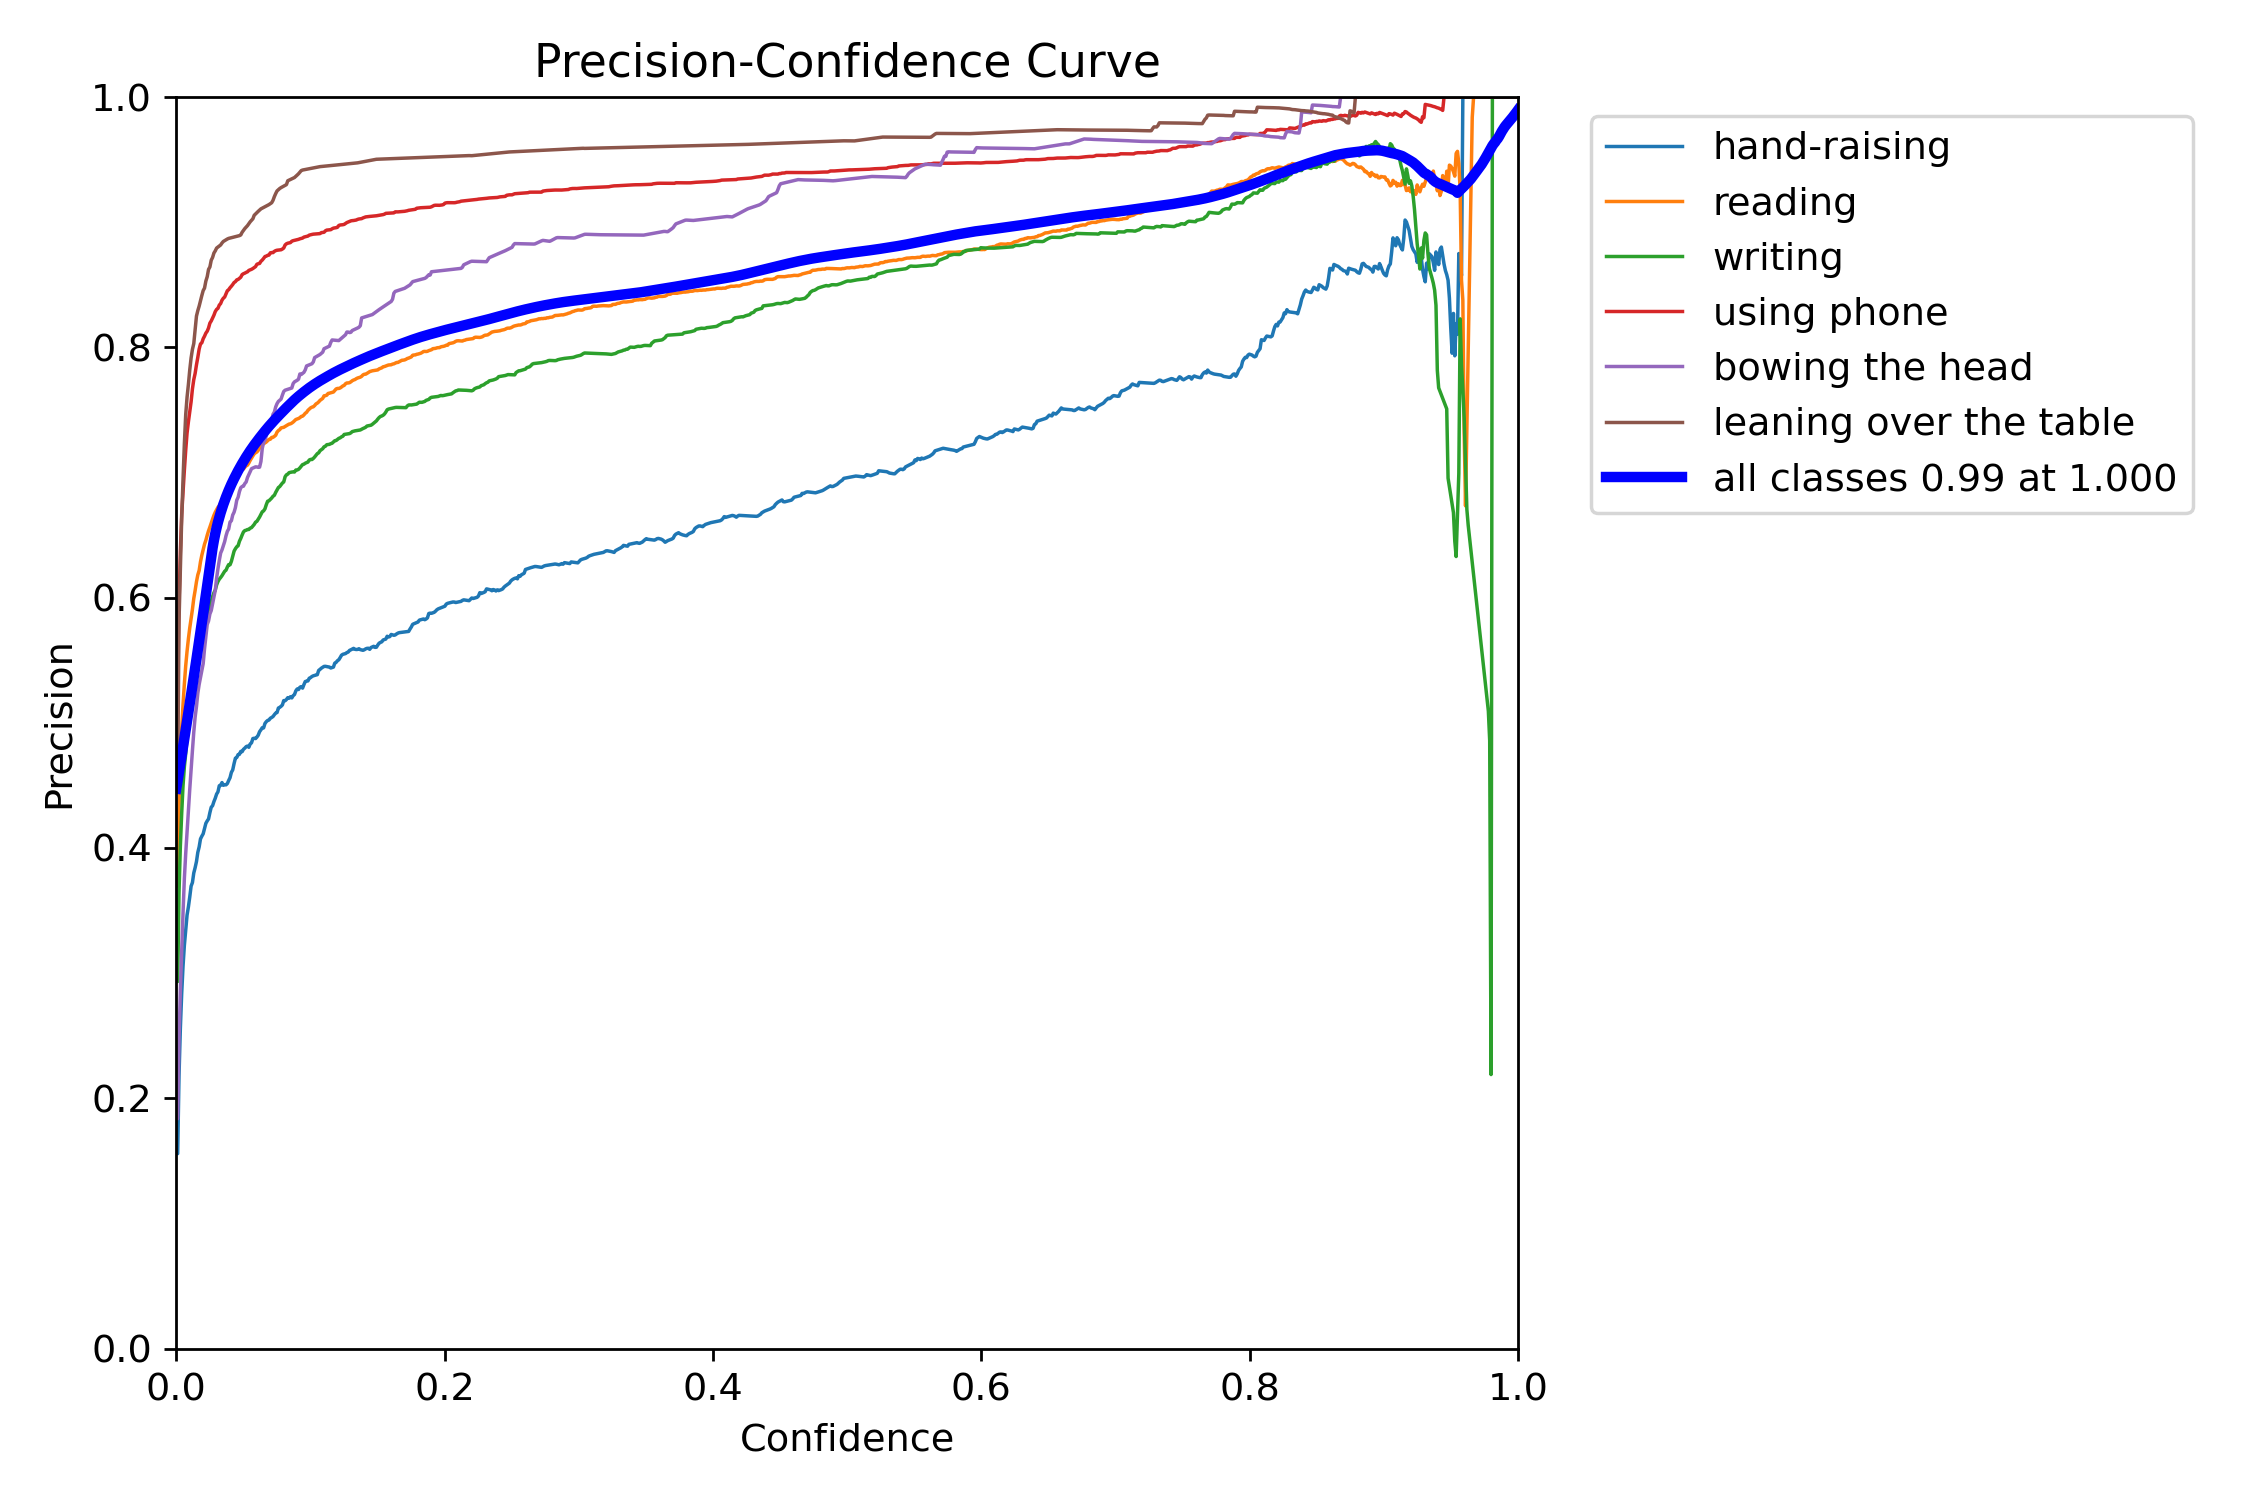 Precision-Confidence Curve
1.0
0.8
0.6
0.4
0.2
0.0
Precision
0.0 0.2 0.4 0.6 0.8 1.0
Confidence
hand-raising
reading
writing
using phone
bowing the head
leaning over the table
all classes 0.99 at 1.000